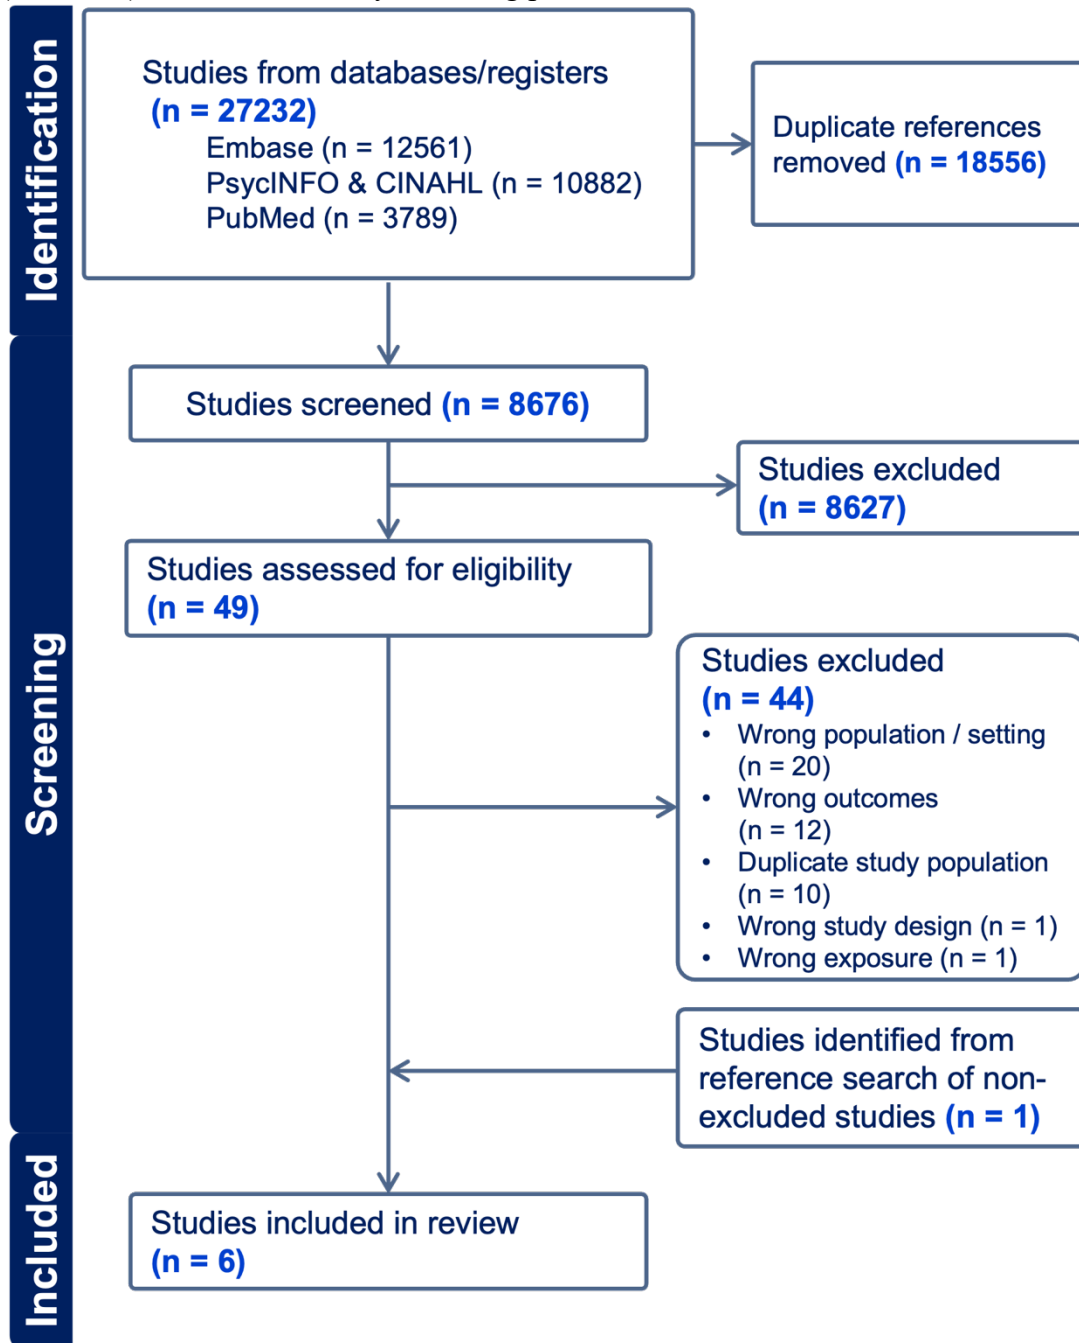 Identification
Studies from databases/registers
(n = 27232)
Embase (n = 12561)
PsycINFO & CINAHL (n = 10882)
PubMed (n = 3789)
Duplicate references
removed (n = 18556)
Screening
Studies screened (n = 8676)
Studies excluded
(n = 8627)
Studies assessed for eligibility
(n = 49)
Studies excluded
(n = 44)
• Wrong population / setting
(n = 20)
• Wrong outcomes
(n = 12)
• Duplicate study population
(n = 10)
• Wrong study design (n = 1)
• Wrong exposure (n = 1)
Studies identified from
reference search of non-
excluded studies (n = 1)
Included
Studies included in review
(n = 6)